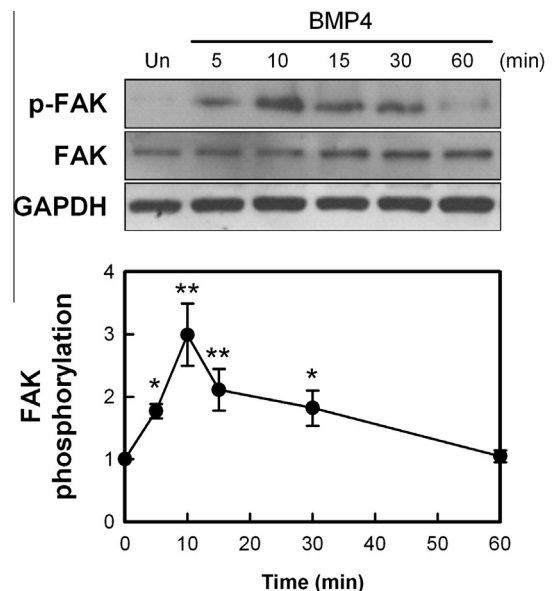 BMP4
Un 5 10 15 30 60 (min)
p-FAK
FAK
GAPDH
4
**
3
**
*
*
2
1
0
0 10 20 30 40 50 60
FAK
phosphorylation
Time (min)